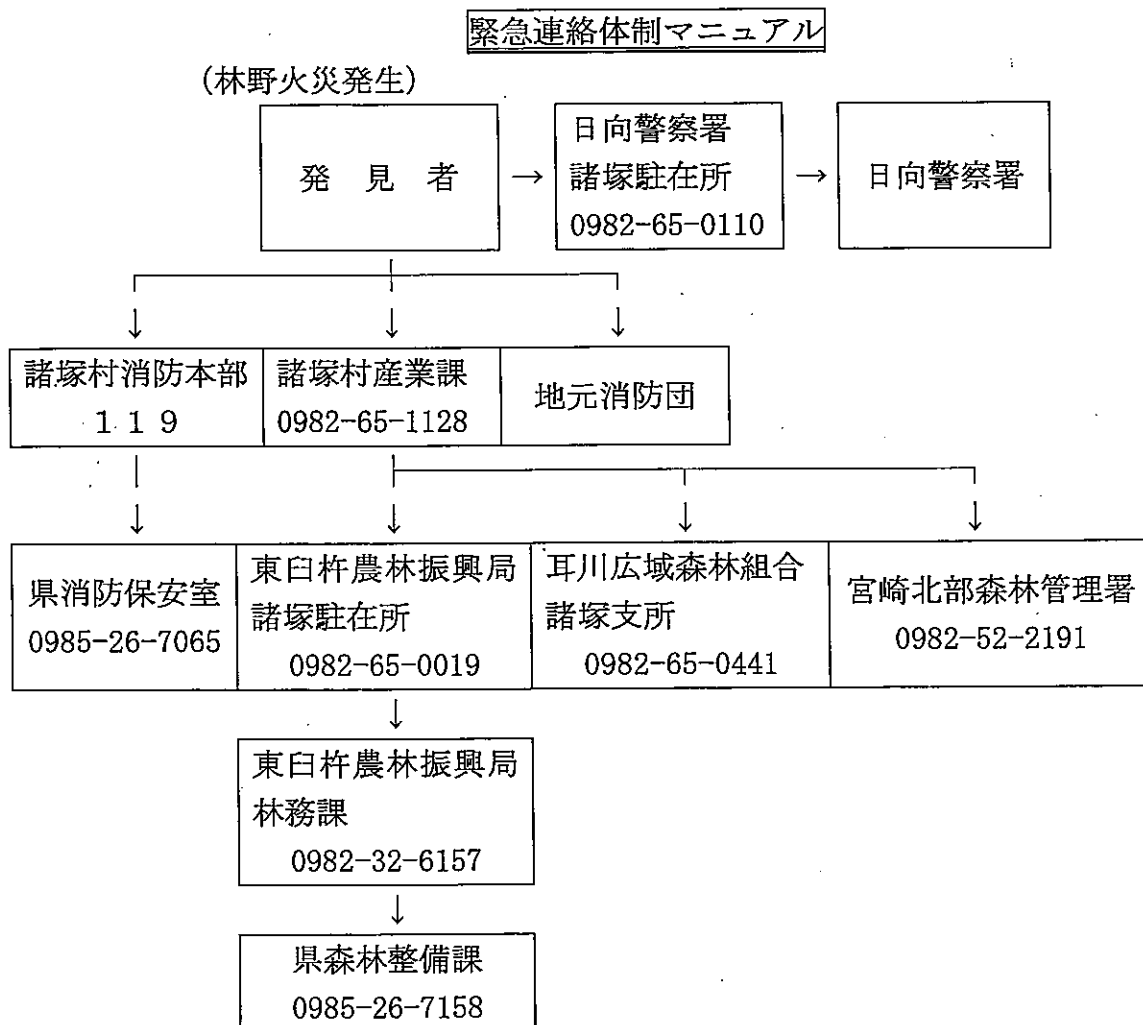 緊急連絡体制マニュアル
(林野火災発生)
発 見 者
→
日向警察署
諸塚駐在所
0982-65-0110
→
日向警察署
諸塚村消防本部
119
諸塚村産業課
0982-65-1128
地元消防団
県消防保安室
0985-26-7065
東臼杵農林振興局
諸塚駐在所
0982-65-0019
耳川広域森林組合
諸塚支所
0982-65-0441
宮崎北部森林管理署
0982-52-2191
東臼杵農林振興局
林務課
0982-32-6157
県森林整備課
0985-26-7158